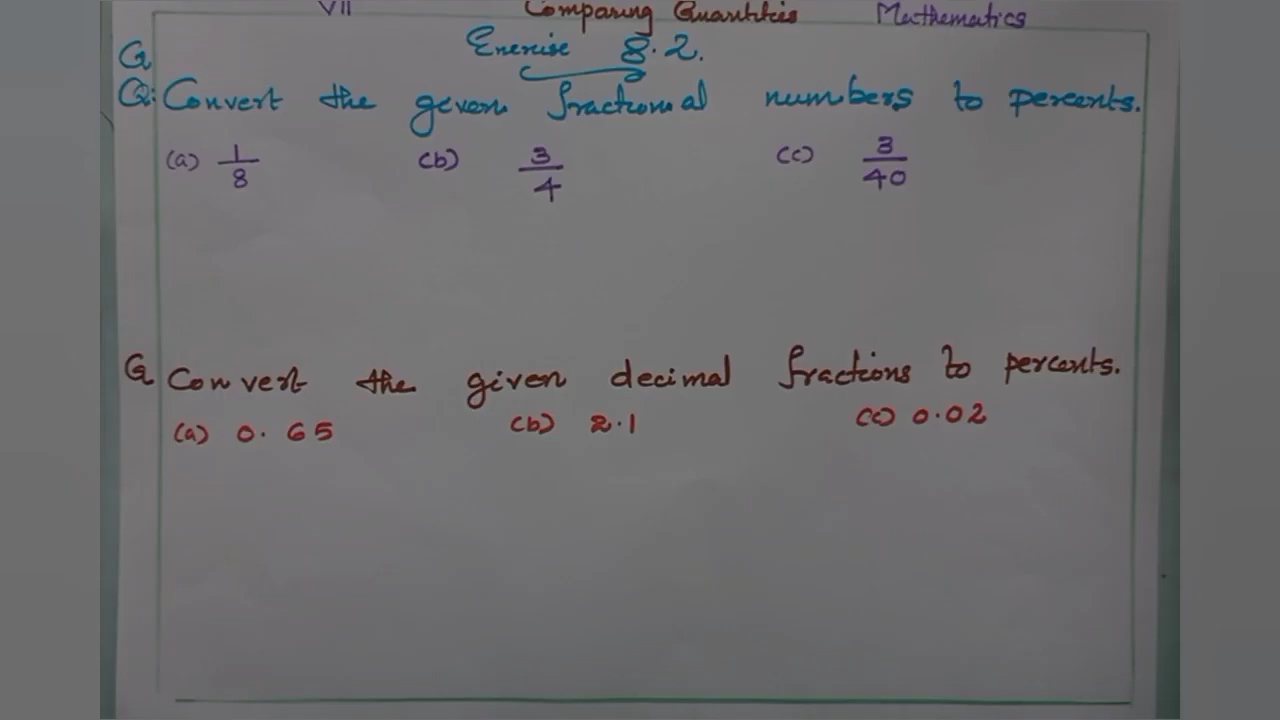 VII Comparing Quantities Mathematics
Exercise 8.2.
Q
Q. Convert the given fractional numbers to percents.
(a) 1/8 (b) 3/4 (c) 3/40
Q Convert the given decimal fractions to percents.
(a) 0.65 (b) 2.1 (c) 0.02